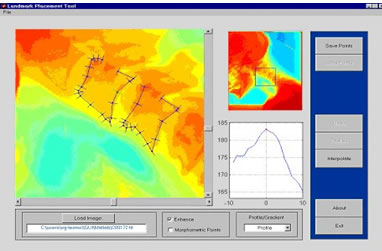 Landmark Placement Tool
File
Save Points
185
180
175
170
165
-10
0
10
Interpolate
Load Image
Enhance
Morphometric Points
Profile/Gradient
Profile
About
Exit